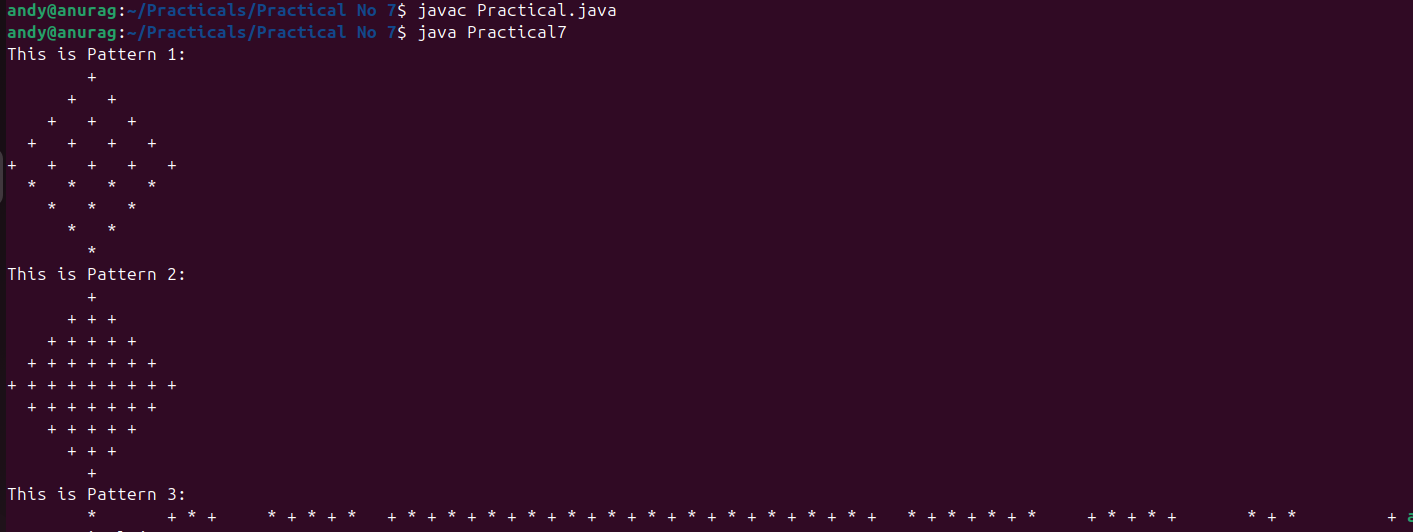 andy@anurag:~/Practicals/Practical No 7$ javac Practical.java
andy@anurag:~/Practicals/Practical No 7$ java Practical7
This is Pattern 1:
        +
      +   +
    +   +   +
  +   +   +   +
+   +   +   +   +
  *   *   *   *
    *   *   *
      *   *
        *
This is Pattern 2:
        +
      + + +
    + + + + +
  + + + + + + +
+ + + + + + + + +
  + + + + + + +
    + + + + +
      + + +
        +
This is Pattern 3:
        *       + * +     * + * + *   + * + * + * + * + * + * + * + * + * + * + * + * +   * + * + * + *     + * + * +       * + *         +